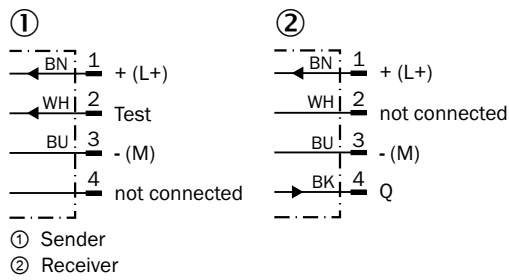 ① ②
BN 1 + (L+) BN 1 + (L+)
WH 2 Test WH 2 not connected
BU 3 - (M) BU 3 - (M)
4 not connected BK 4 Q
① Sender
② Receiver